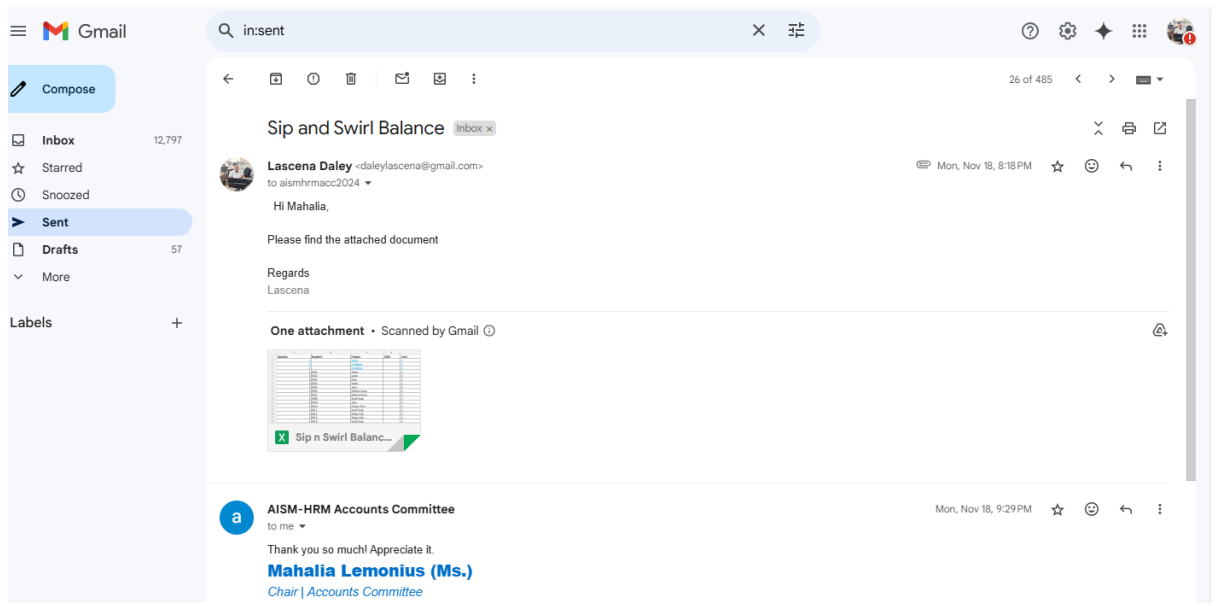 Gmail
in:sent
Compose
26 of 485
Inbox 12,797
Starred
Snoozed
Sent
Drafts 57
More
Labels
Sip and Swirl Balance Inbox x
Lascena Daley <daleylascena@gmail.com> Mon, Nov 18, 8:18 PM
to aismhrmacc2024
Hi Mahalia,
Please find the attached document
Regards
Lascena
One attachment • Scanned by Gmail
X Sip n Swirl Balanc...
a AISM-HRM Accounts Committee Mon, Nov 18, 9:29 PM
to me
Thank you so much! Appreciate it.
Mahalia Lemonius (Ms.)
Chair | Accounts Committee